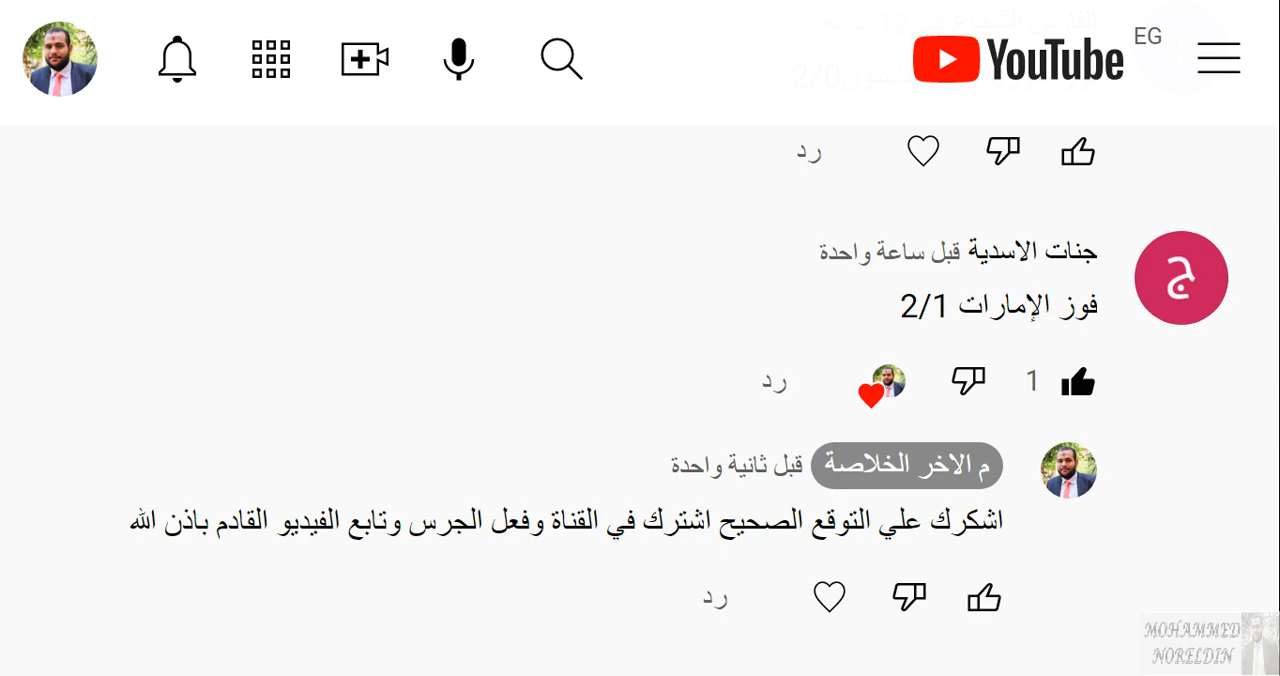 YouTube EG
رد
جنات الاسدية قبل ساعة واحدة
ج
فوز الإمارات 2/1
1
رد
م الاخر الخلاصة قبل ثانية واحدة
اشكرك علي التوقع الصحيح اشترك في القناة وفعل الجرس وتابع الفيديو القادم باذن الله
رد
MOHAMMED
NORELDIN